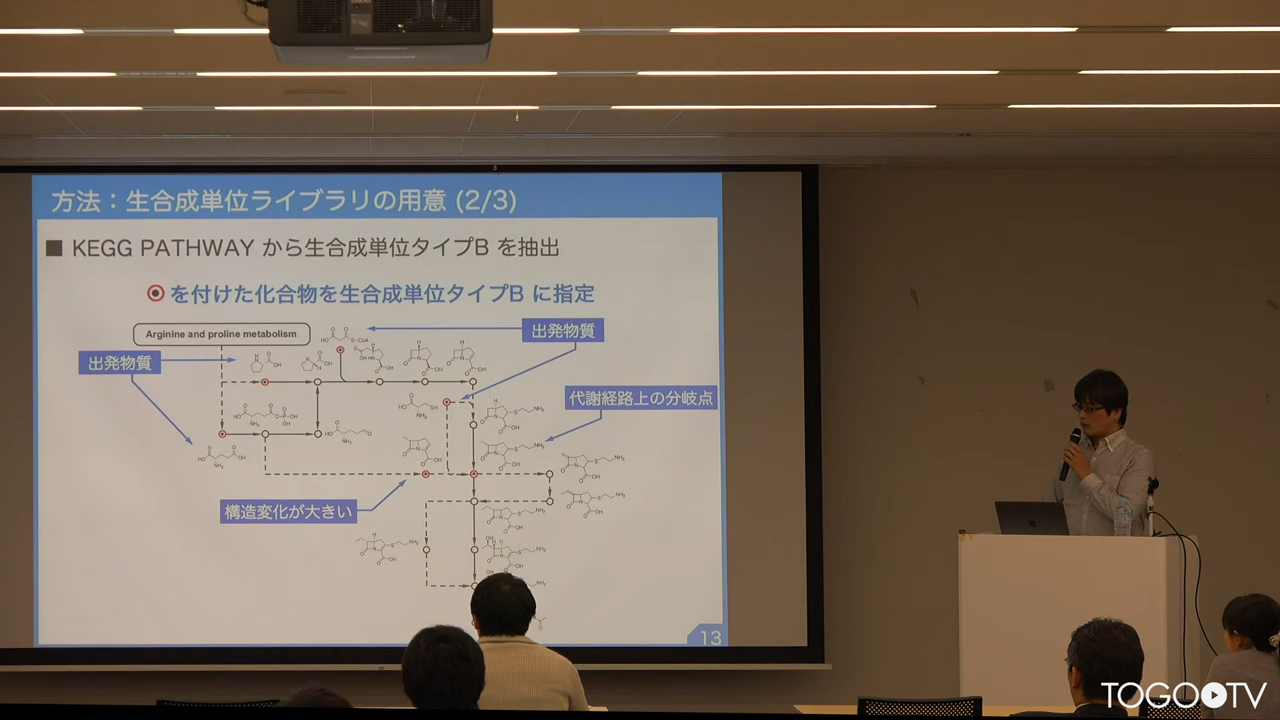 方法：生合成単位ライブラリの用意 (2/3)
■ KEGG PATHWAY から生合成単位タイプB を抽出
を付けた化合物を生合成単位タイプB に指定
Arginine and proline metabolism
出発物質
出発物質
代謝経路上の分岐点
構造変化が大きい
13
TOGO TV